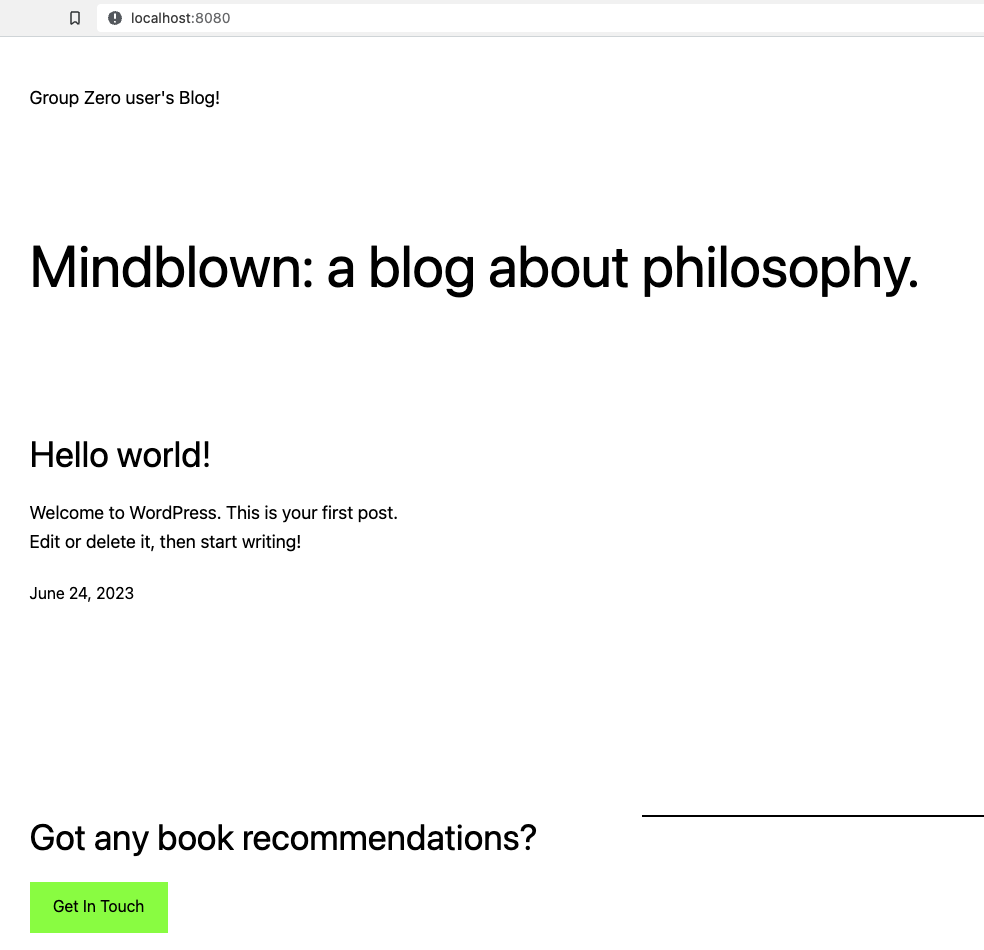 localhost:8080
Group Zero user's Blog!
Mindblown: a blog about philosophy.
Hello world!
Welcome to WordPress. This is your first post.
Edit or delete it, then start writing!
June 24, 2023
Got any book recommendations?
Get In Touch